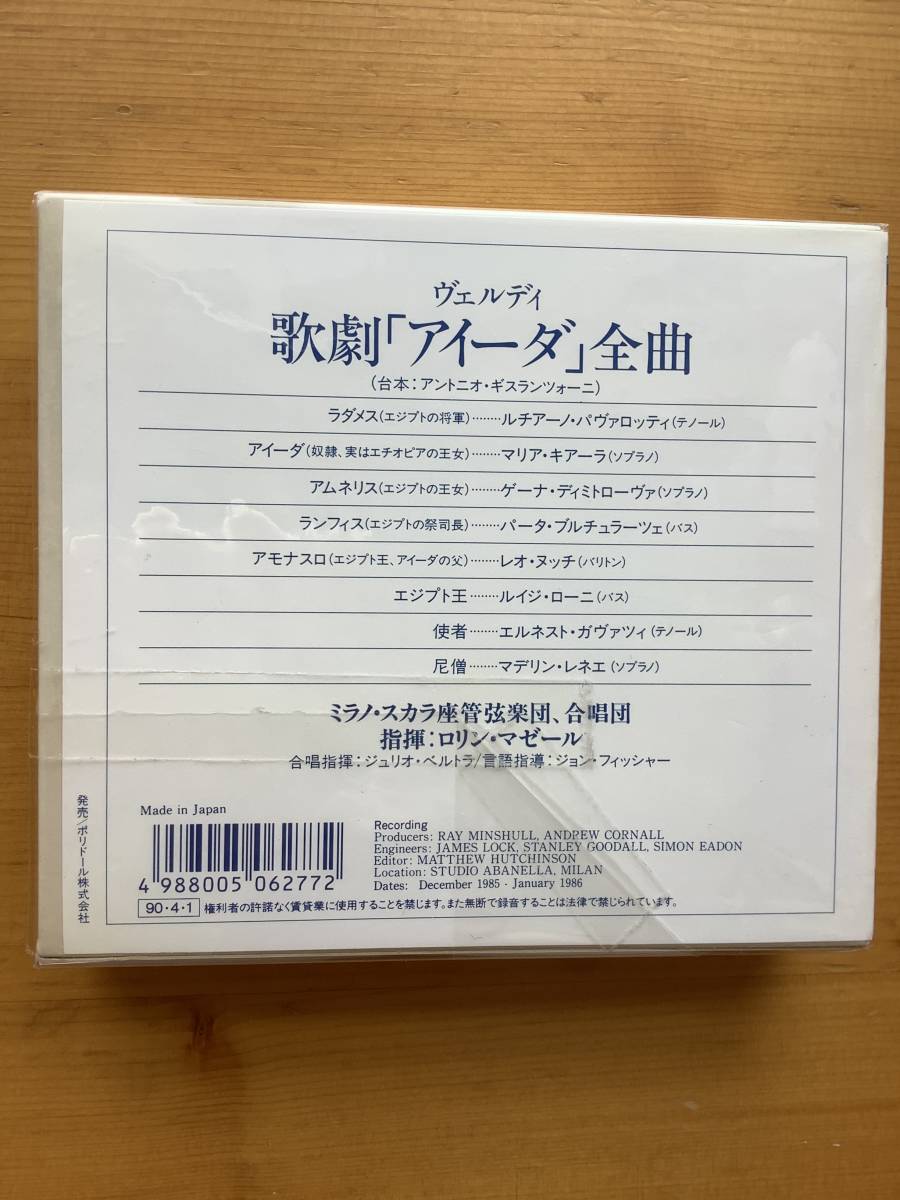 ヴェルディ
歌劇「アイーダ」全曲
(台本:アントニオ・ギスランツォーニ)
ラダメス(エジプトの将軍)········ルチアーノ・パヴァロッティ(テノール)
アイーダ(奴隷、実はエチオピアの王女)········マリア・キアーラ(ソプラノ)
アムネリス(エジプトの王女)········ゲーナ・ディミトローヴァ(ソプラノ)
ランフィス(エジプトの祭司長)········パータ・ブルチュラーツェ(バス)
アモナスロ(エジプト王、アイーダの父)········レオ・ヌッチ(バリトン)
エジプト王········ルイジ・ローニ(バス)
使者········エルネスト・ガヴァツィ(テノール)
尼僧········マデリン・レネエ(ソプラノ)
ミラノ・スカラ座管弦楽団、合唱団
指揮:ロリン・マゼール
合唱指揮:ジュリオ・ベルトラ/言語指導:ジョン・フィッシャー
Made in Japan
4 988005 062772
Recording
Producers: RAY MINSHULL, ANDPEW CORNALL
Engineers: JAMES LOCK, STANLEY GOODALL, SIMON EADON
Editor: MATTHEW HUTCHINSON
Location: STUDIO ABANELLA, MILAN
Dates: December 1985 · January 1986
90・4・1 権利者の許諾なく賃貸業に使用することを禁じます。また無断で録音することは法律で禁じられています。
発売/ポリドール株式会社